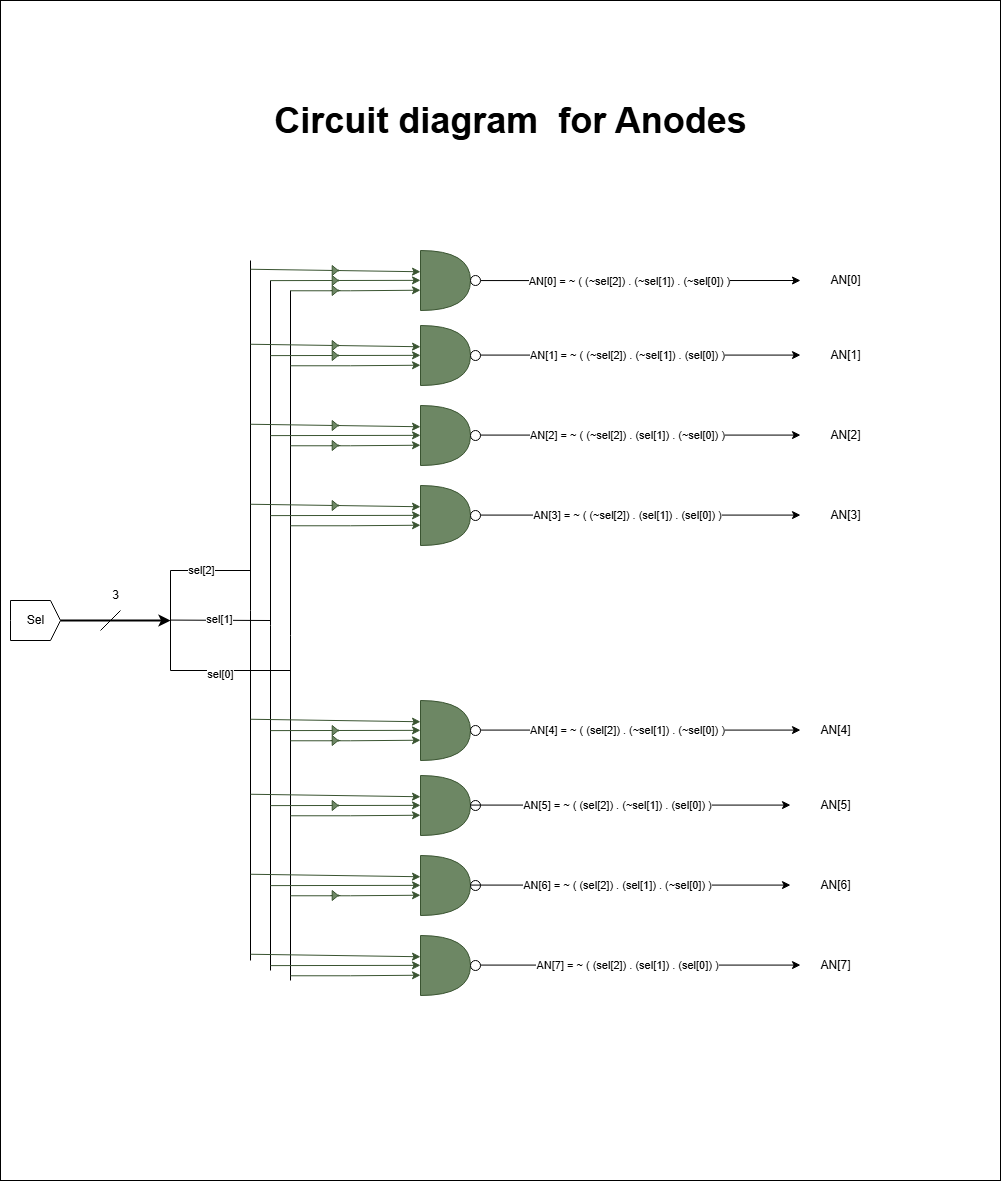 Circuit diagram  for Anodes
AN[0] = ~ ( (~sel[2]) . (~sel[1]) . (~sel[0]) )
AN[0]
AN[1] = ~ ( (~sel[2]) . (~sel[1]) . (sel[0]) )
AN[1]
AN[2] = ~ ( (~sel[2]) . (sel[1]) . (~sel[0]) )
AN[2]
AN[3] = ~ ( (~sel[2]) . (sel[1]) . (sel[0]) )
AN[3]
sel[2]
3
Sel
sel[1]
sel[0]
AN[4] = ~ ( (sel[2]) . (~sel[1]) . (~sel[0]) )
AN[4]
AN[5] = ~ ( (sel[2]) . (~sel[1]) . (sel[0]) )
AN[5]
AN[6] = ~ ( (sel[2]) . (sel[1]) . (~sel[0]) )
AN[6]
AN[7] = ~ ( (sel[2]) . (sel[1]) . (sel[0]) )
AN[7]